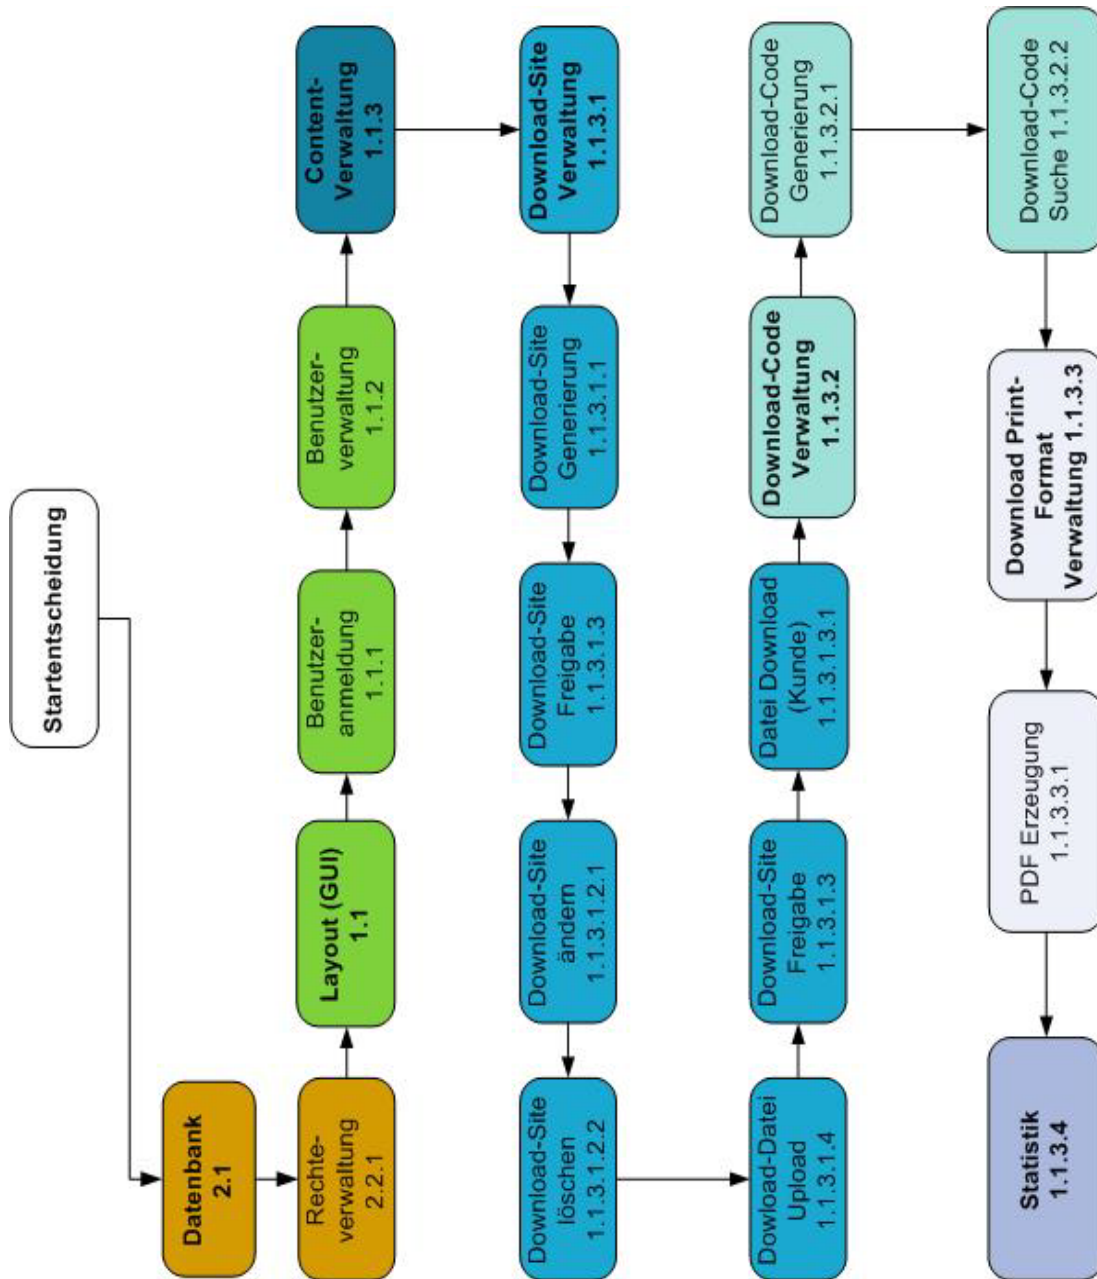 Startentscheidung
Datenbank
2.1
Rechte-
verwaltung
2.2.1
Layout (GUI)
1.1
Benutzer-
anmeldung
1.1.1
Benutzer-
verwaltung
1.1.2
Content-
Verwaltung
1.1.3
Download-Site
Verwaltung
1.1.3.1
Download-Site
Generierung
1.1.3.1.1
Download-Site
Freigabe
1.1.3.1.3
Download-Site
ändern
1.1.3.1.2.1
Download-Site
löschen
1.1.3.1.2.2
Dowload-Datei
Upload
1.1.3.1.4
Download-Site
Freigabe
1.1.3.1.3
Datei Download
(Kunde)
1.1.3.1.3.1
Download-Code
Verwaltung
1.1.3.2
Download-Code
Generierung
1.1.3.2.1
Download-Code
Suche 1.1.3.2.2
Download Print-
Format
Verwaltung 1.1.3.3
PDF Erzeugung
1.1.3.3.1
Statistik
1.1.3.4